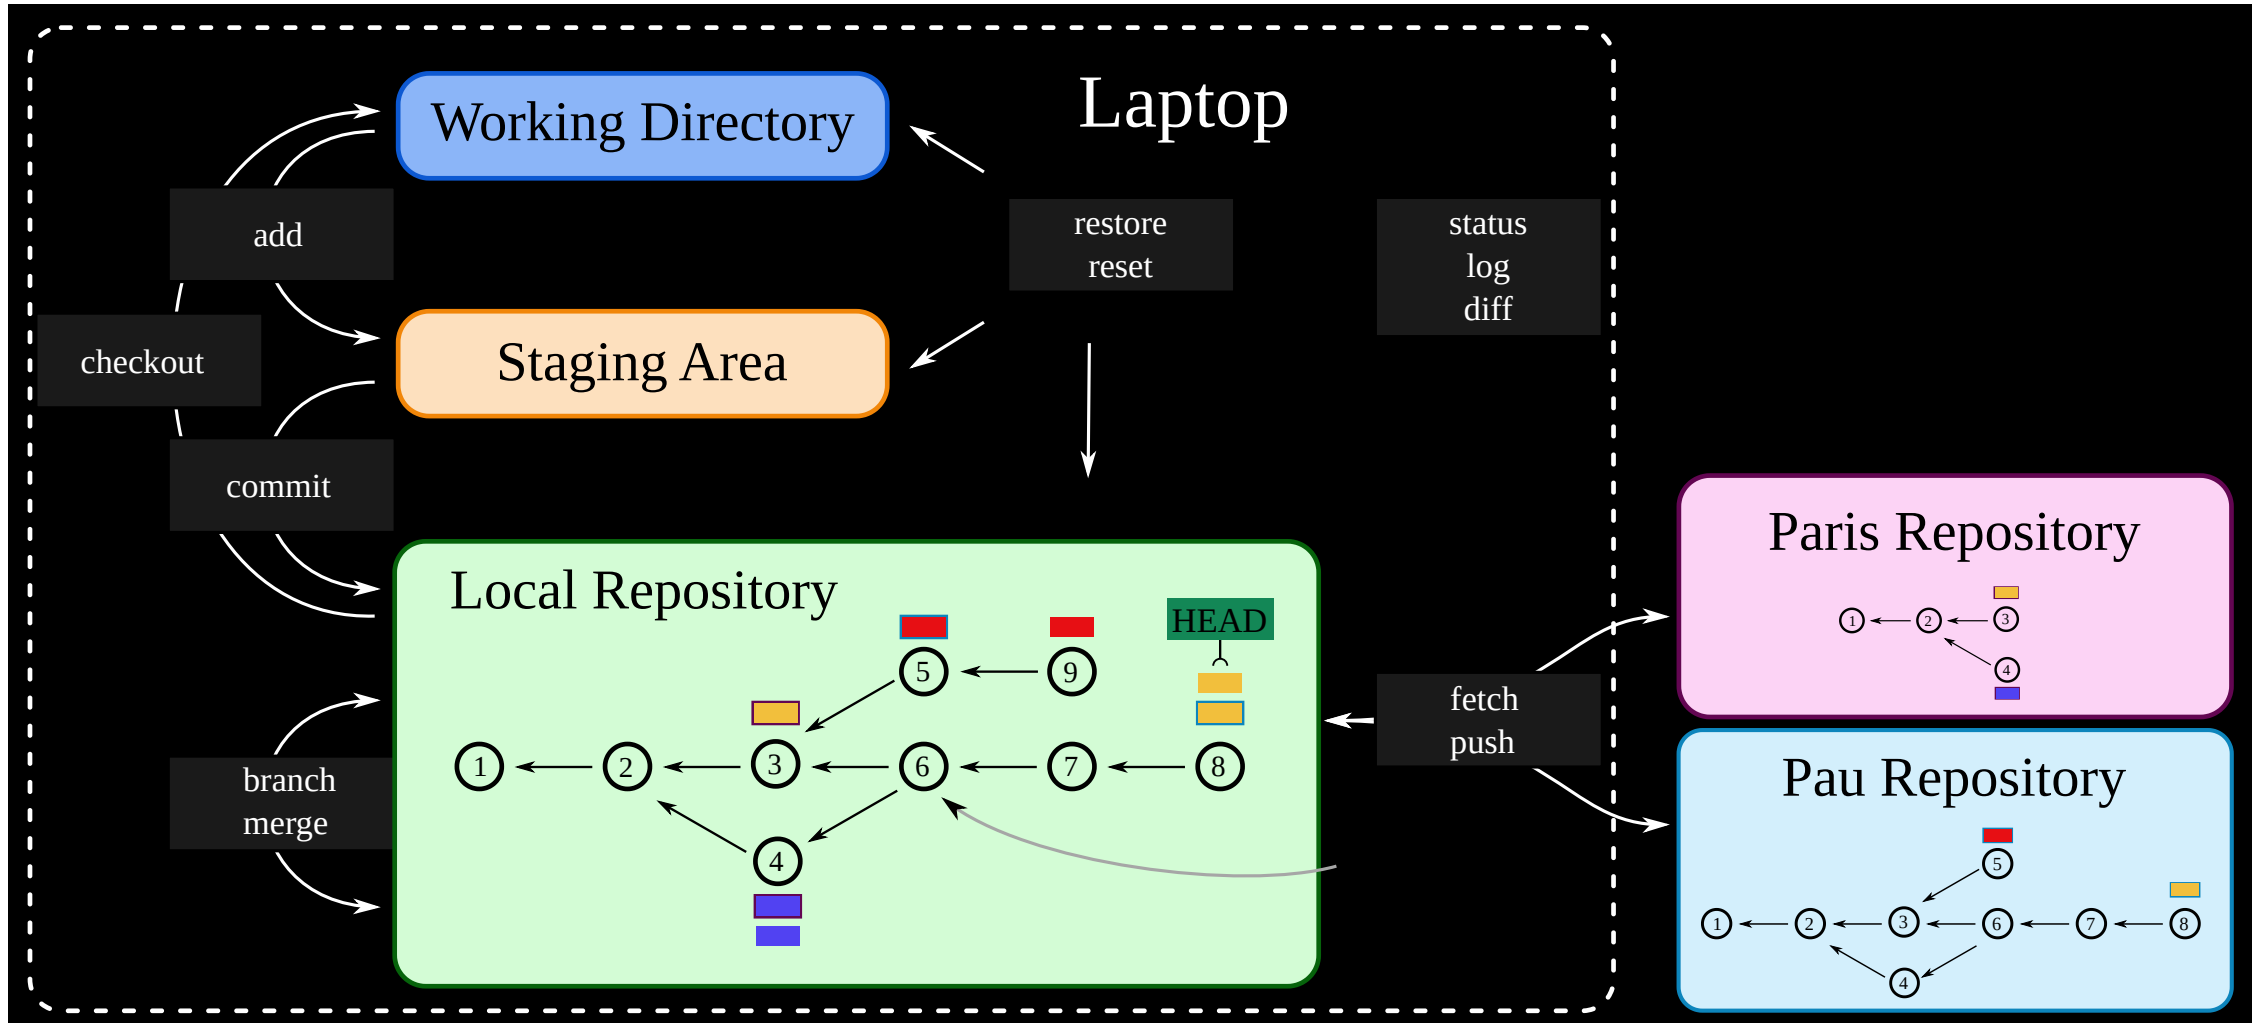 Laptop
Working Directory
add
restore
reset
status
log
diff
checkout
Staging Area
commit
Local Repository
HEAD
5
9
1
2
3
6
7
8
4
branch
merge
fetch
push
Paris Repository
1
2
3
4
Pau Repository
5
1
2
3
6
7
8
4